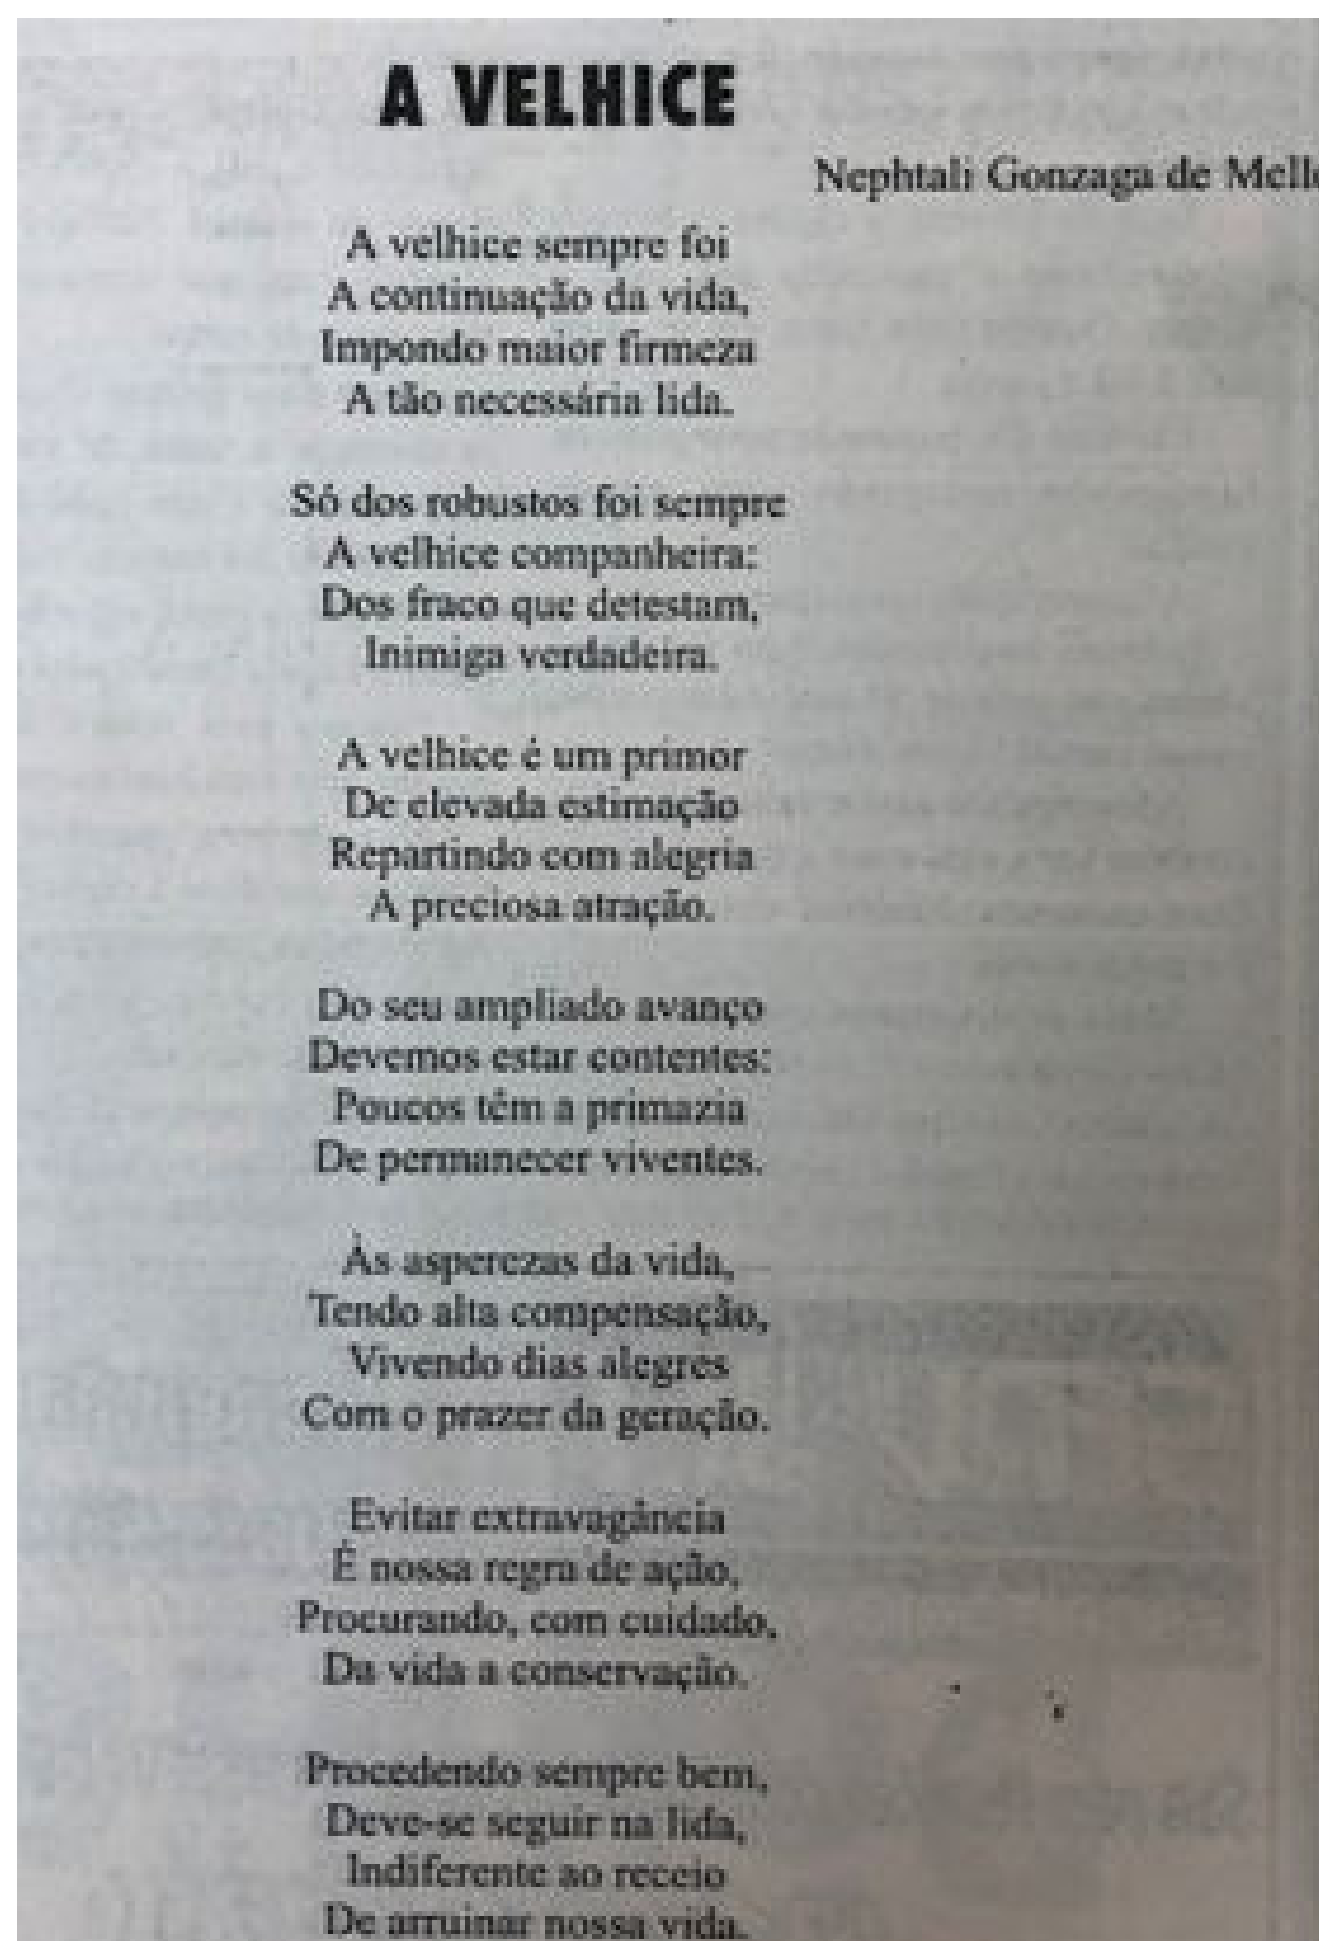 A VELHICE
Nephtali Gonzaga de Mello
A velhice sempre foi
A continuação da vida,
Impondo maior firmeza
A tão necessária lida.
Só dos robustos foi sempre
A velhice companheira:
Dos fraco que detestam,
Inimiga verdadeira.
A velhice é um primor
De elevada estimação
Repartindo com alegria
A preciosa atração.
Do seu ampliado avanço
Devemos estar contentes:
Poucos têm a primazia
De permanecer viventes.
Às asperezas da vida,
Tendo alta compensação,
Vivendo dias alegres
Com o prazer da geração.
Evitar extravagância
É nossa regra de ação,
Procurando, com cuidado,
Da vida a conservação.
Procedendo sempre bem,
Deve-se seguir na lida,
Indiferente ao receio
De arruinar nossa vida.